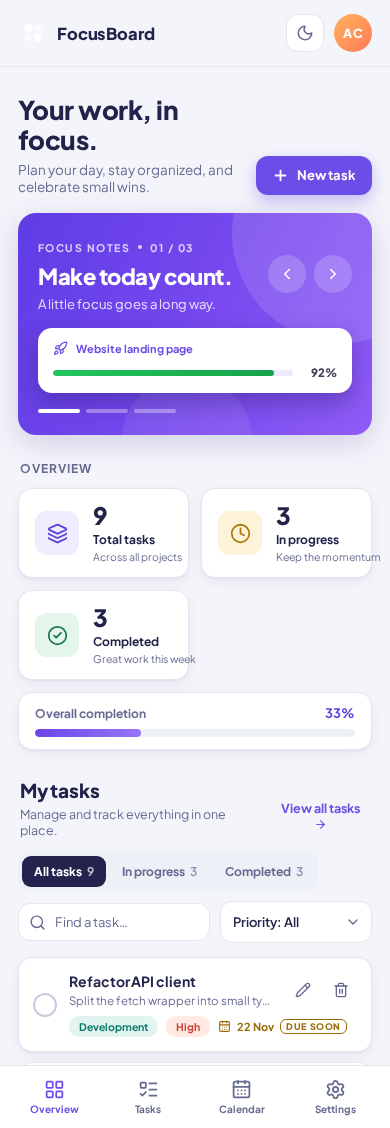 FocusBoard
AC
Your work, in
focus.
Plan your day, stay organized, and
celebrate small wins.
New task
FOCUS NOTES • 01 / 03
Make today count.
A little focus goes a long way.
Website landing page
92%
OVERVIEW
9
Total tasks
Across all projects
3
In progress
Keep the momentum
3
Completed
Great work this week
Overall completion
33%
My tasks
Manage and track everything in one
place.
View all tasks
→
All tasks 9
In progress 3
Completed 3
Find a task...
Priority: All
Refactor API client
Split the fetch wrapper into small ty...
Development
High
22 Nov
DUE SOON
Overview
Tasks
Calendar
Settings